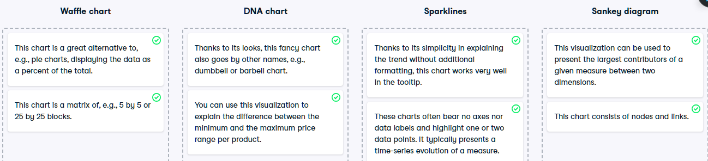 Waffle chart
This chart is a great alternative to,
e.g., pie charts, displaying the data as
a percent of the total.
This chart is a matrix of, e.g., 5 by 5 or
25 by 25 blocks.
DNA chart
Thanks to its looks, this fancy chart
also goes by other names, e.g.,
dumbbell or barbell chart.
You can use this visualization to
explain the difference between the
minimum and the maximum price
range per product.
Sparklines
Thanks to its simplicity in explaining
the trend without additional
formatting, this chart works very well
in the tooltip.
These charts often bear no axes nor
data labels and highlight one or two
data points. It typically presents a
time-series evolution of a measure.
Sankey diagram
This visualization can be used to
present the largest contributors of a
given measure between two
dimensions.
This chart consists of nodes and links.